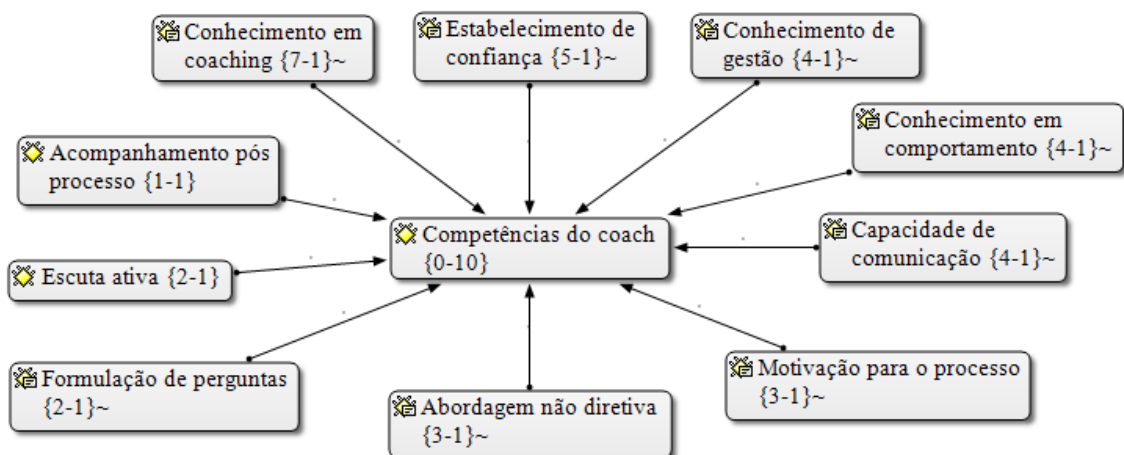 Conhecimento em
coaching {7-1}~
Estabelecimento de
confiança {5-1}~
Conhecimento de
gestão {4-1}~
Conhecimento em
comportamento {4-1}~
Acompanhamento pós
processo {1-1}
Competências do coach
{0-10}
Capacidade de
comunicação {4-1}~
Escuta ativa {2-1}
Formulação de perguntas
{2-1}~
Abordagem não diretiva
{3-1}~
Motivação para o processo
{3-1}~